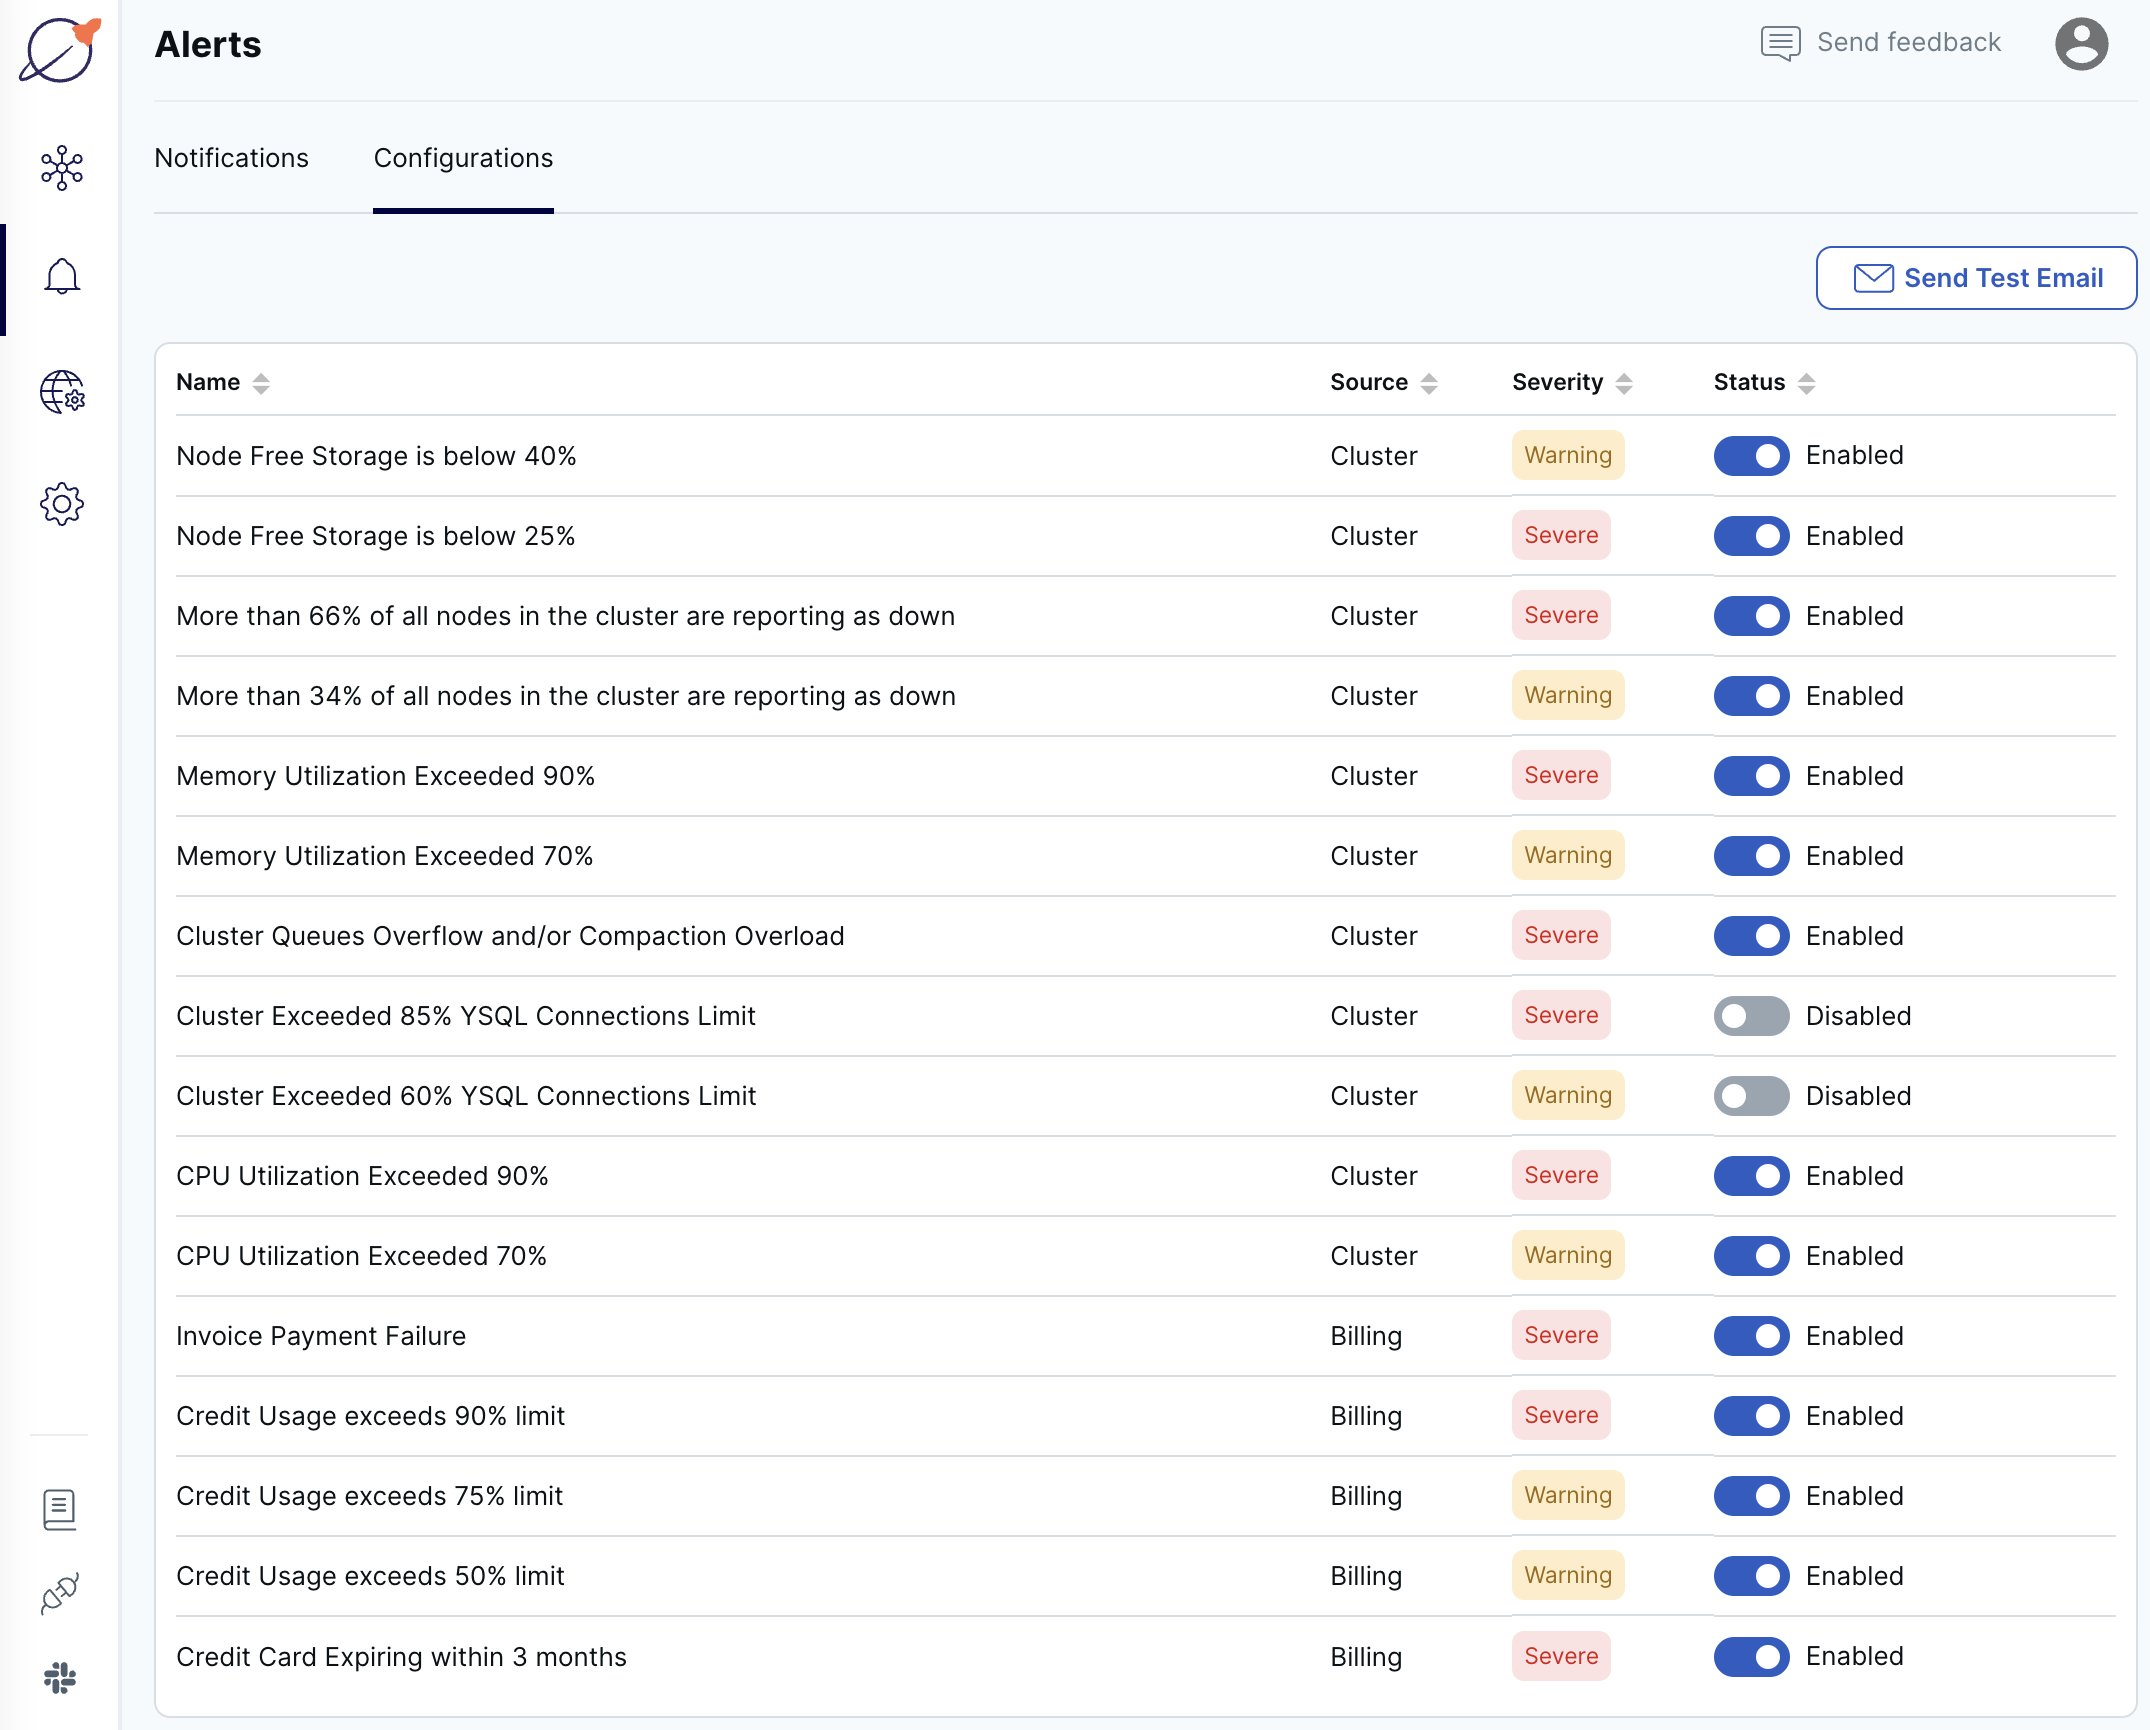 Alerts
Send feedback
Notifications Configurations
Send Test Email
Name Source Severity Status
Node Free Storage is below 40% Cluster Warning Enabled
Node Free Storage is below 25% Cluster Severe Enabled
More than 66% of all nodes in the cluster are reporting as down Cluster Severe Enabled
More than 34% of all nodes in the cluster are reporting as down Cluster Warning Enabled
Memory Utilization Exceeded 90% Cluster Severe Enabled
Memory Utilization Exceeded 70% Cluster Warning Enabled
Cluster Queues Overflow and/or Compaction Overload Cluster Severe Enabled
Cluster Exceeded 85% YSQL Connections Limit Cluster Severe Disabled
Cluster Exceeded 60% YSQL Connections Limit Cluster Warning Disabled
CPU Utilization Exceeded 90% Cluster Severe Enabled
CPU Utilization Exceeded 70% Cluster Warning Enabled
Invoice Payment Failure Billing Severe Enabled
Credit Usage exceeds 90% limit Billing Severe Enabled
Credit Usage exceeds 75% limit Billing Warning Enabled
Credit Usage exceeds 50% limit Billing Warning Enabled
Credit Card Expiring within 3 months Billing Severe Enabled